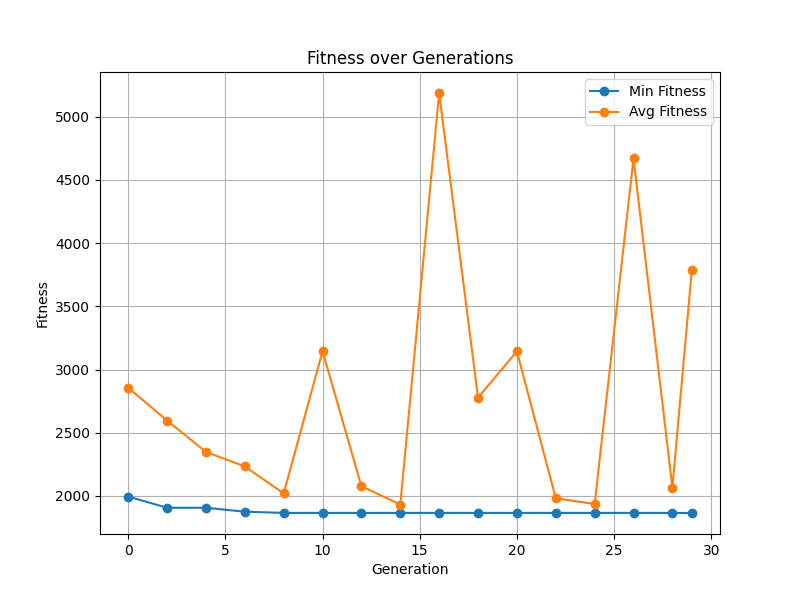 Fitness over Generations
Min Fitness
Avg Fitness
5000
4500
4000
3500
3000
2500
2000
Fitness
0 5 10 15 20 25 30
Generation